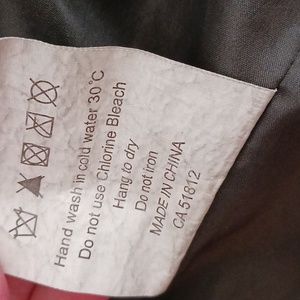 Hand wash in cold water 30°C
Do not use Chlorine Bleach
Hang to dry
Do not iron
MADE IN CHINA
CA 51812